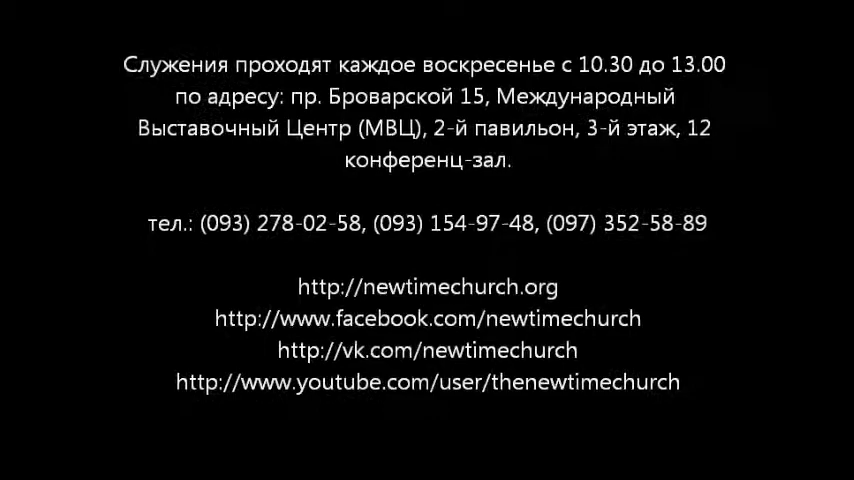 Служения проходят каждое воскресенье с 10.30 до 13.00
по адресу: пр. Броварской 15, Международный
Выставочный Центр (МВЦ), 2-й павильон, 3-й этаж, 12
конференц-зал.
тел.: (093) 278-02-58, (093) 154-97-48, (097) 352-58-89
http://newtimechurch.org
http://www.facebook.com/newtimechurch
http://vk.com/newtimechurch
http://www.youtube.com/user/thenewtimechurch